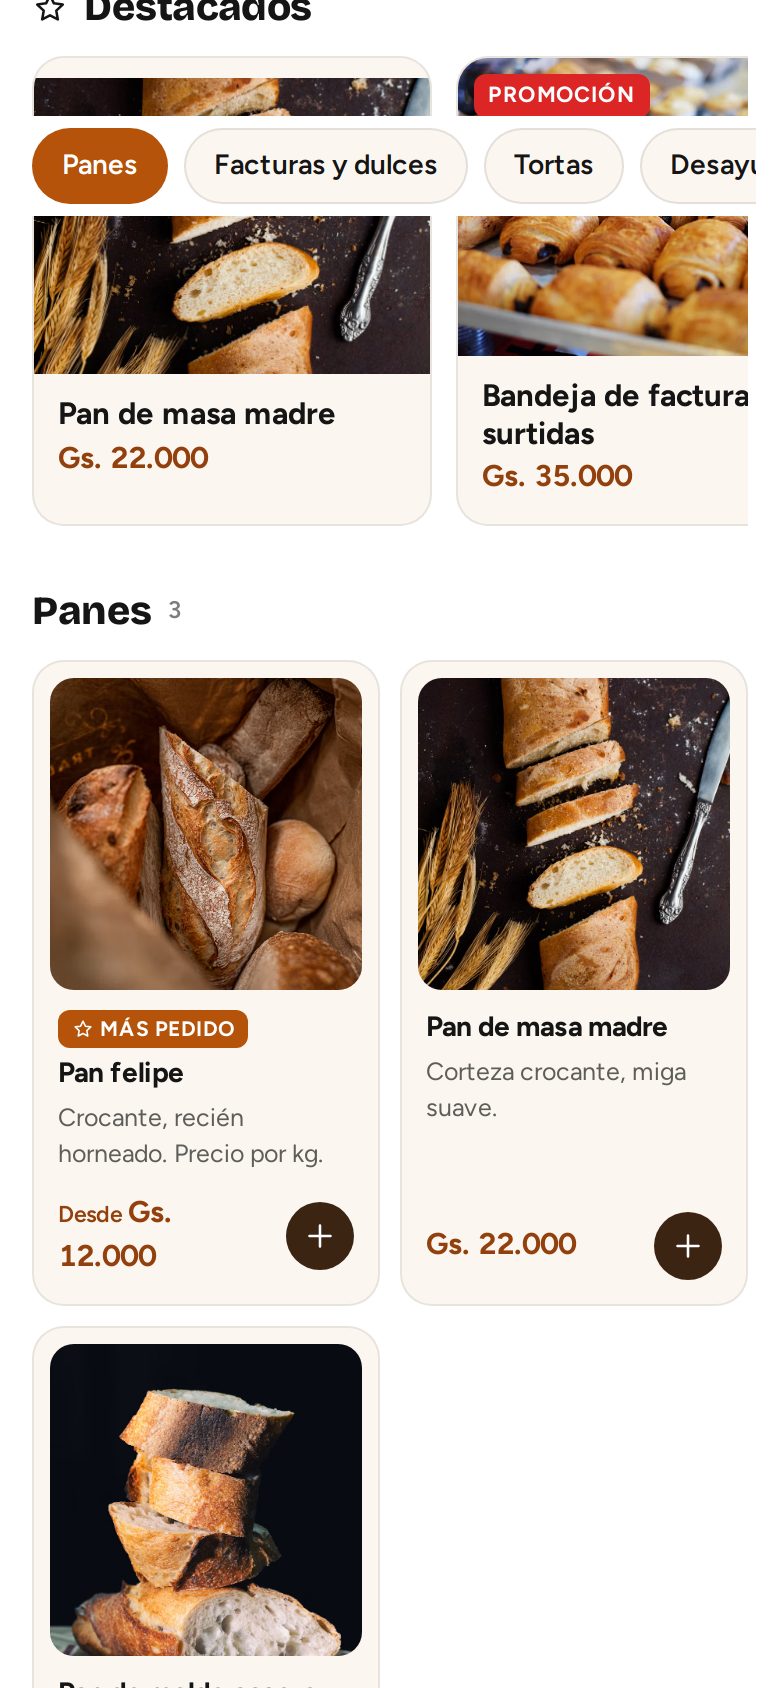 Destacados
PROMOCIÓN
Panes
Facturas y dulces
Tortas
Pan de masa madre
Gs. 22.000
Bandeja de factura
surtidas
Gs. 35.000
Panes 3
MÁS PEDIDO
Pan felipe
Crocante, recién
horneado. Precio por kg.
Desde Gs.
12.000
Pan de masa madre
Corteza crocante, miga
suave.
Gs. 22.000